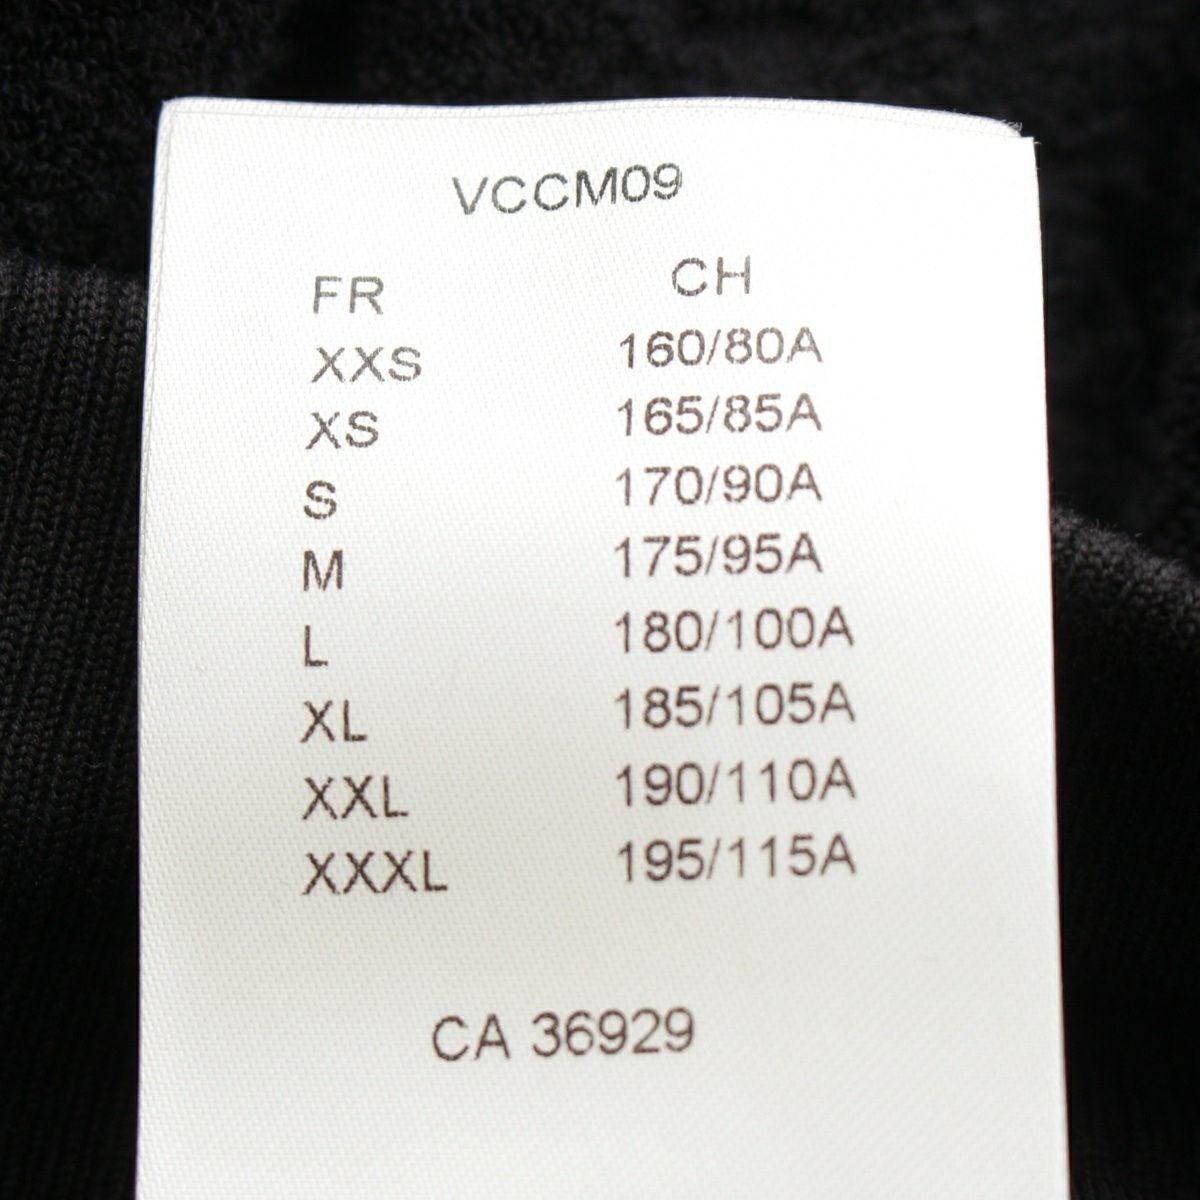 VCCM09
FR CH
XXS 160/80A
XS 165/85A
S 170/90A
M 175/95A
L 180/100A
XL 185/105A
XXL 190/110A
XXXL 195/115A
CA 36929